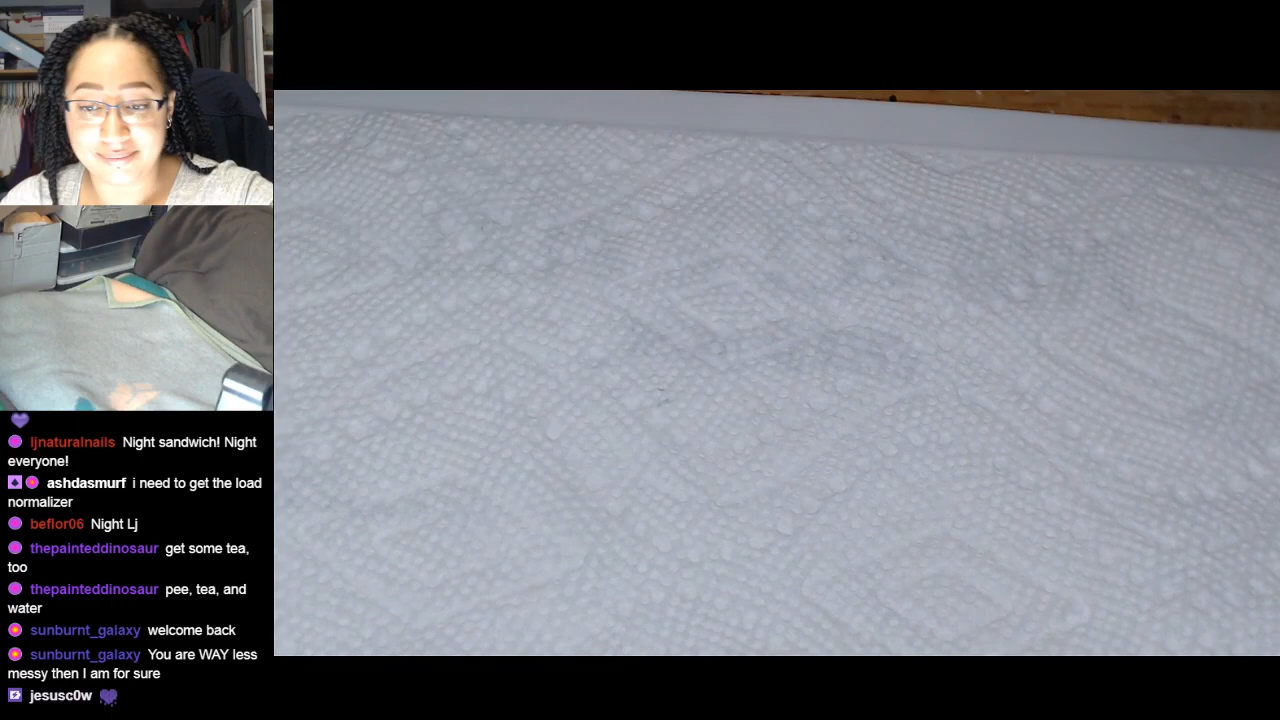 ljnaturalnails Night sandwich! Night
everyone!
ashdasmurf i need to get the load
normalizer
beflor06 Night Lj
thepainteddinosaur get some tea,
too
thepainteddinosaur pee, tea, and
water
sunburnt_galaxy welcome back
sunburnt_galaxy You are WAY less
messy then I am for sure
jesusc0w